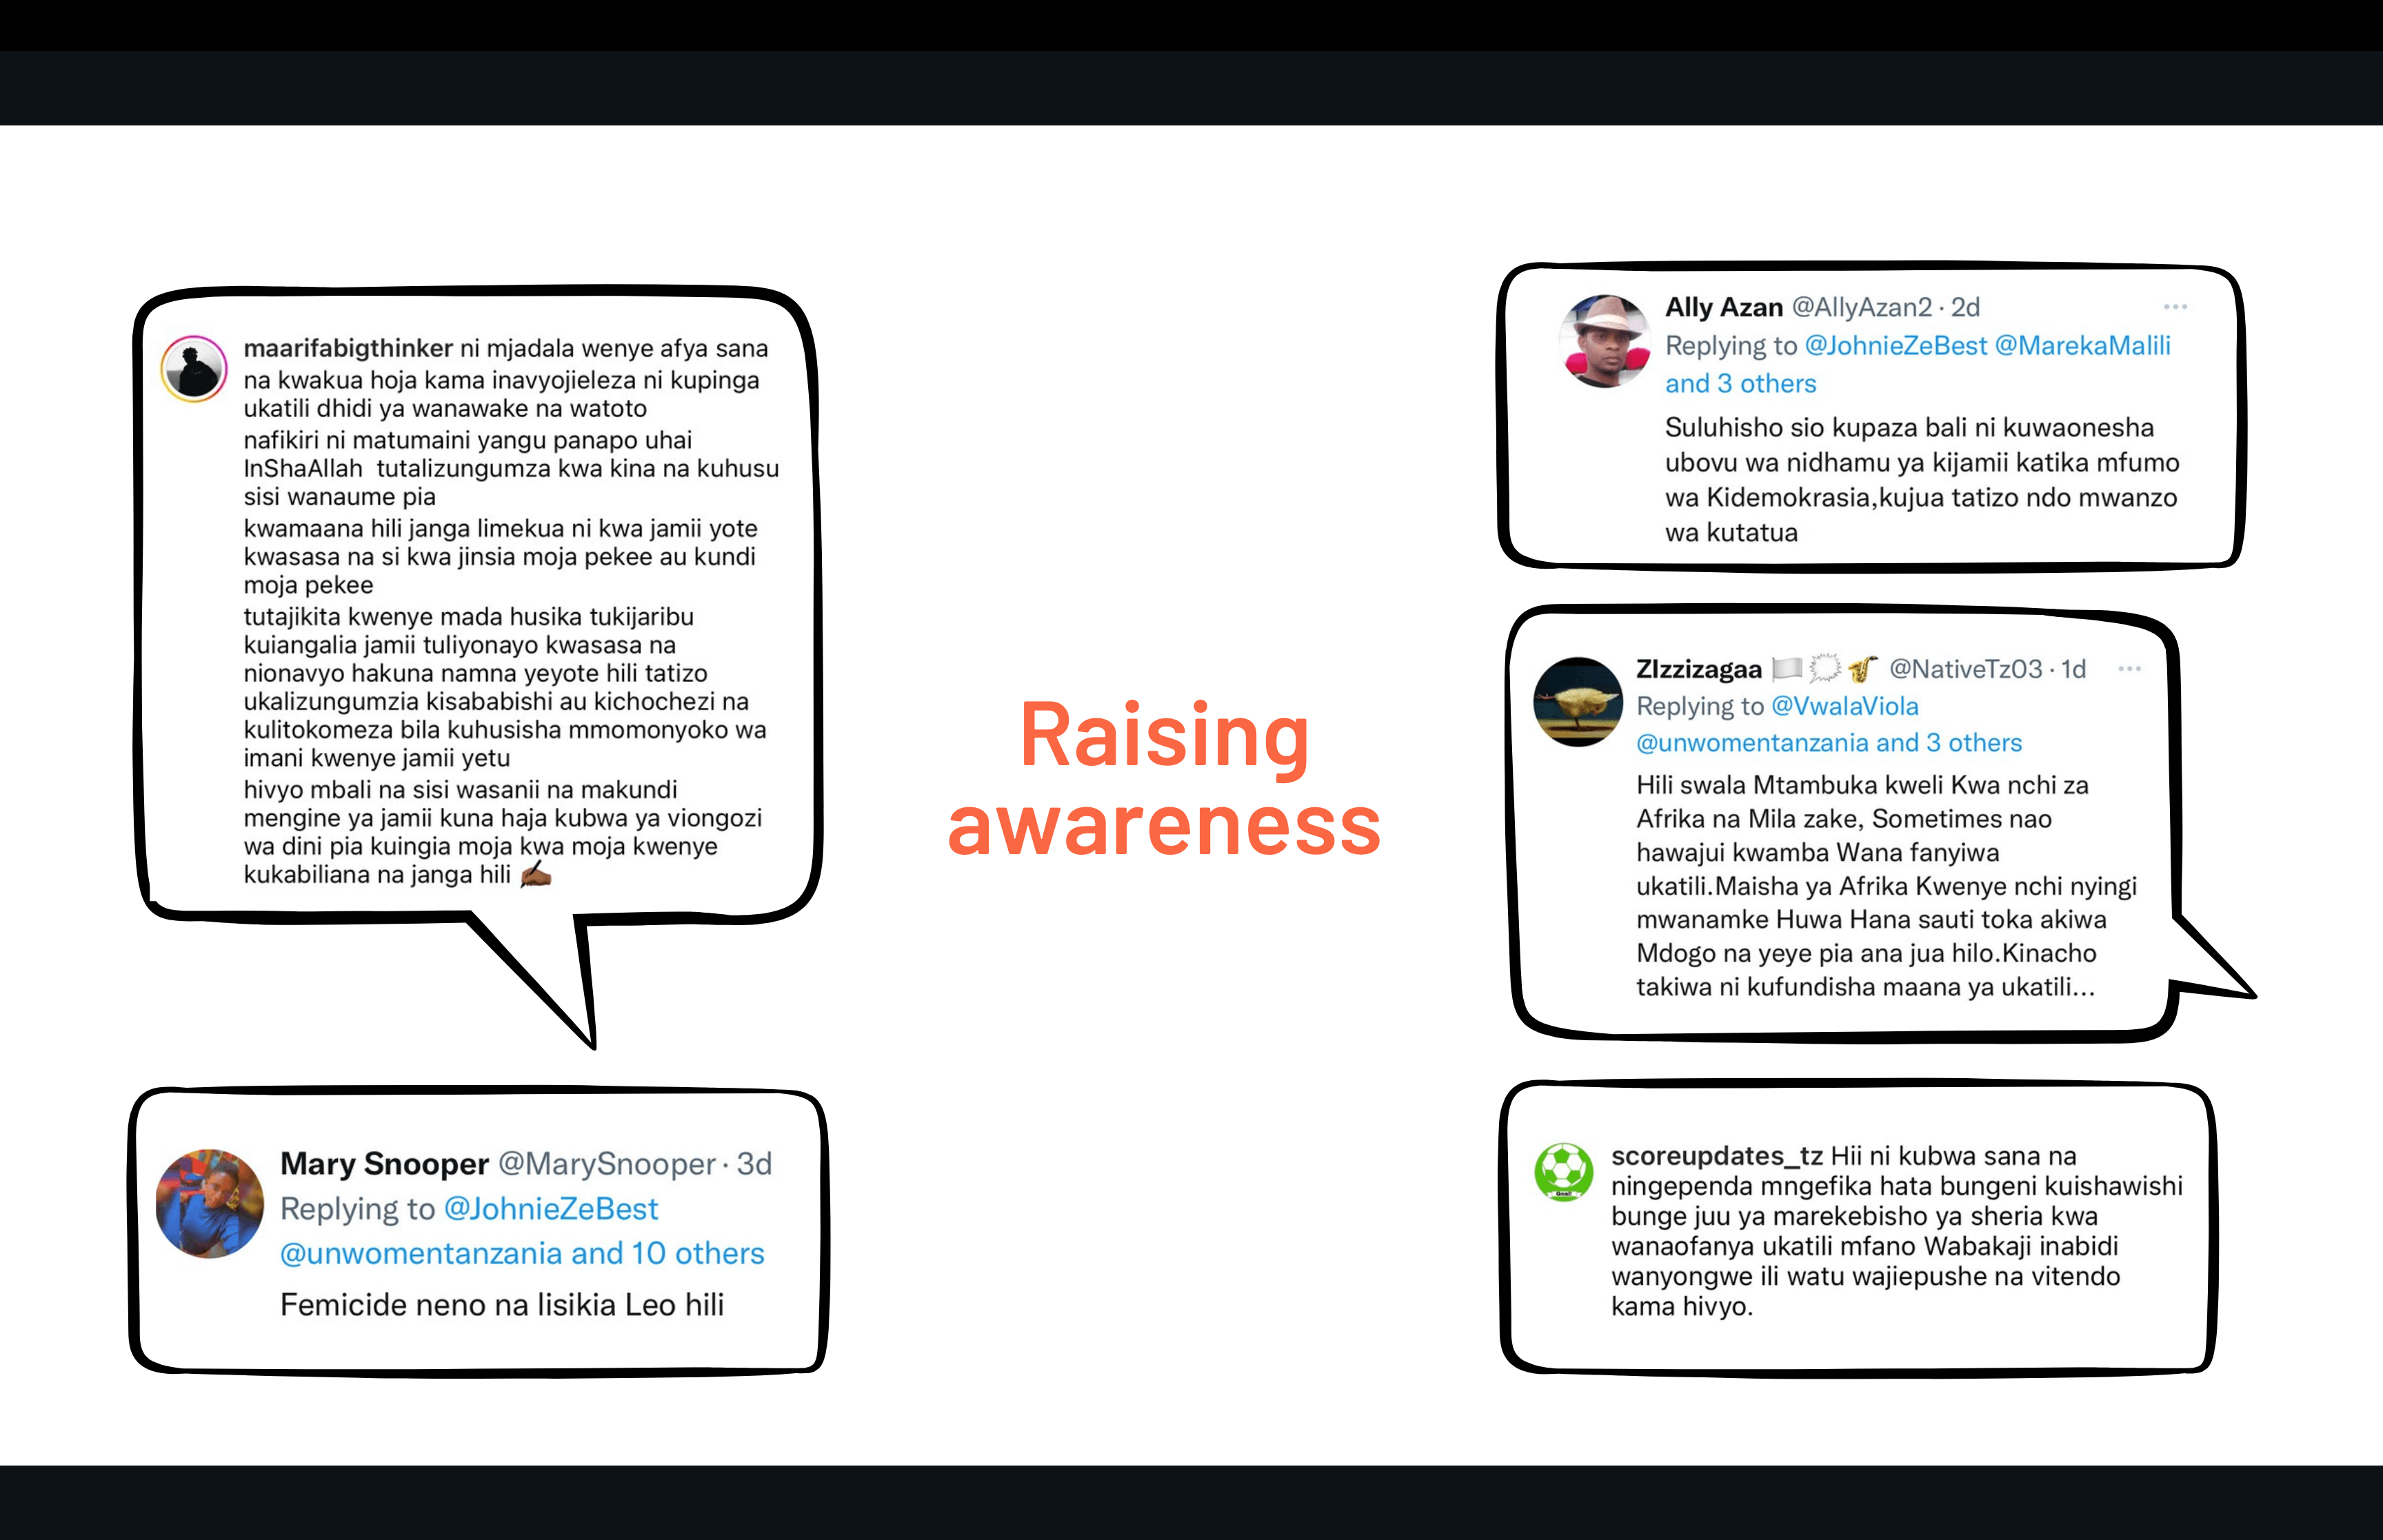 maarifabigthinker ni mjadala wenye afya sana
na kwakua hoja kama inavyojieleza ni kupinga
ukatili dhidi ya wanawake na watoto
nafikiri ni matumaini yangu panapo uhai
InShaAllah tutalizungumza kwa kina na kuhusu
sisi wanaume pia
kwamaana hili janga limekua ni kwa jamii yote
kwasasa na si kwa jinsia moja pekee au kundi
moja pekee
tutajikita kwenye mada husika tukijaribu
kuiangalia jamii tuliyonayo kwasasa na
nionavyo hakuna namna yeyote hili tatizo
ukalizungumzia kisababishi au kichochezi na
kulitokomeza bila kuhusisha mmomonyoko wa
imani kwenye jamii yetu
hivyo mbali na sisi wasanii na makundi
mengine ya jamii kuna haja kubwa ya viongozi
wa dini pia kuingia moja kwa moja kwenye
kukabiliana na janga hili ✍🏾
Mary Snooper @MarySnooper · 3d
Replying to @JohnieZeBest
@unwomentanzania and 10 others
Femicide neno na lisikia Leo hili
Raising
awareness
Ally Azan @AllyAzan2 · 2d
Replying to @JohnieZeBest @MarekaMalili
and 3 others
Suluhisho sio kupaza bali ni kuwaonesha
ubovu wa nidhamu ya kijamii katika mfumo
wa Kidemokrasia,kujua tatizo ndo mwanzo
wa kutatua
ZIzzizagaa 🏳️🗯️🎷 @NativeTz03 · 1d
Replying to @VwalaViola
@unwomentanzania and 3 others
Hili swala Mtambuka kweli Kwa nchi za
Afrika na Mila zake, Sometimes nao
hawajui kwamba Wana fanyiwa
ukatili.Maisha ya Afrika Kwenye nchi nyingi
mwanamke Huwa Hana sauti toka akiwa
Mdogo na yeye pia ana jua hilo.Kinacho
takiwa ni kufundisha maana ya ukatili...
Goal!
scoreupdates_tz Hii ni kubwa sana na
ningependa mngefika hata bungeni kuishawishi
bunge juu ya marekebisho ya sheria kwa
wanaofanya ukatili mfano Wabakaji inabidi
wanyongwe ili watu wajiepushe na vitendo
kama hivyo.